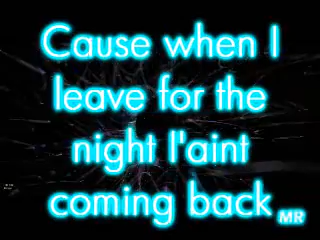 Cause when I
leave for the
night I'aint
coming back
MR